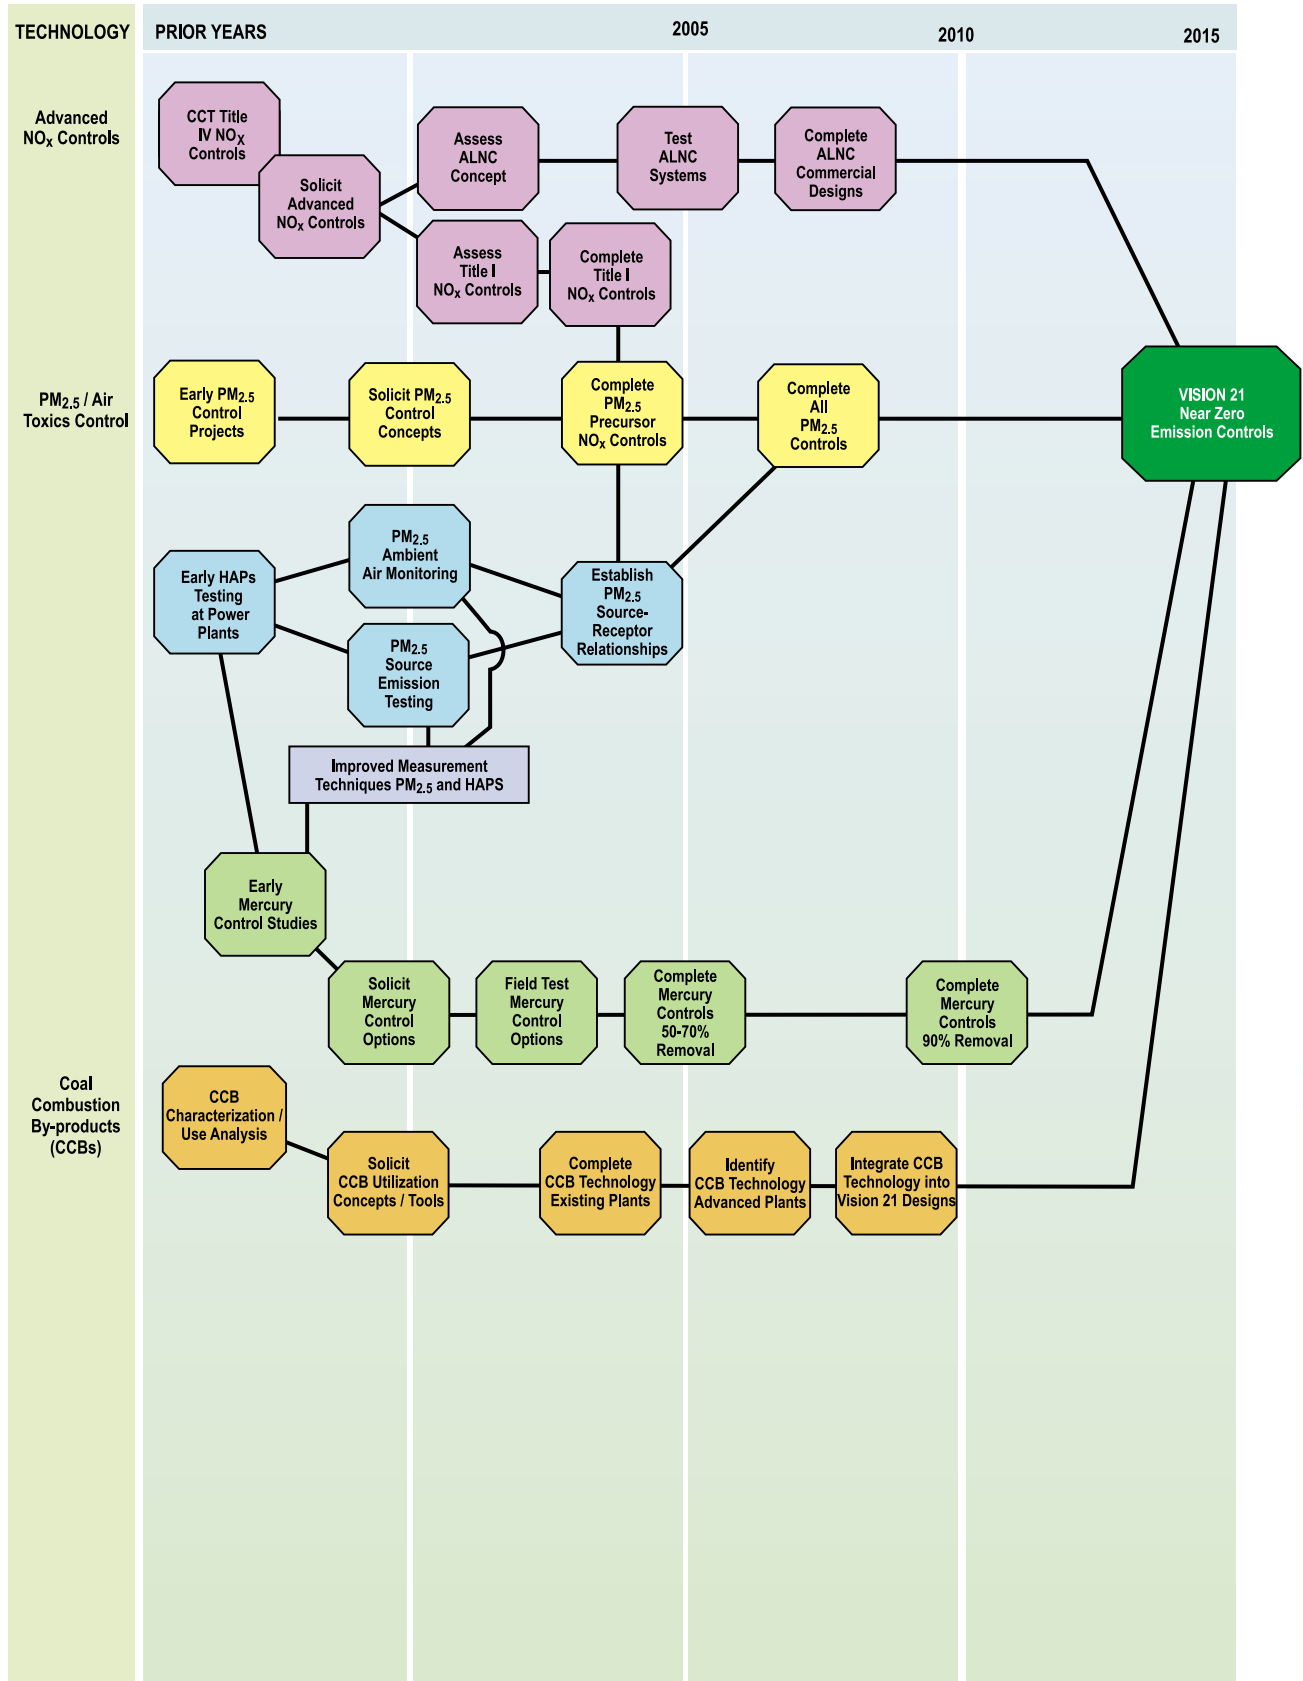 TECHNOLOGY
PRIOR YEARS
2005
2010
2015
Advanced
NOx Controls
CCT Title
IV NOX
Controls
Solicit
Advanced
NOx Controls
Assess
ALNC
Concept
Test
ALNC
Systems
Complete
ALNC
Commercial
Designs
Assess
Title I
NOx Controls
Complete
Title I
NOx Controls
PM2.5 / Air
Toxics Control
Early PM2.5
Control
Projects
Solicit PM2.5
Control
Concepts
Complete
PM2.5
Precursor
NOx Controls
Complete
All
PM2.5
Controls
VISION 21
Near Zero
Emission Controls
Early HAPs
Testing
at Power
Plants
PM2.5
Ambient
Air Monitoring
PM2.5
Source
Emission
Testing
Establish
PM2.5
Source-
Receptor
Relationships
Improved Measurement
Techniques PM2.5 and HAPS
Early
Mercury
Control Studies
Solicit
Mercury
Control
Options
Field Test
Mercury
Control
Options
Complete
Mercury
Controls
50-70%
Removal
Complete
Mercury
Controls
90% Removal
Coal
Combustion
By-products
(CCBs)
CCB
Characterization /
Use Analysis
Solicit
CCB Utilization
Concepts / Tools
Complete
CCB Technology
Existing Plants
Identify
CCB Technology
Advanced Plants
Integrate CCB
Technology into
Vision 21 Designs